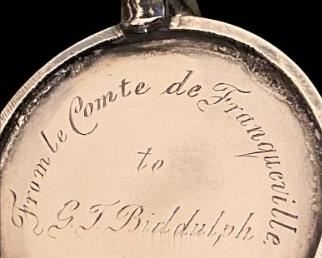 From le Comte de Franqueville
to
G. T. Biddulph